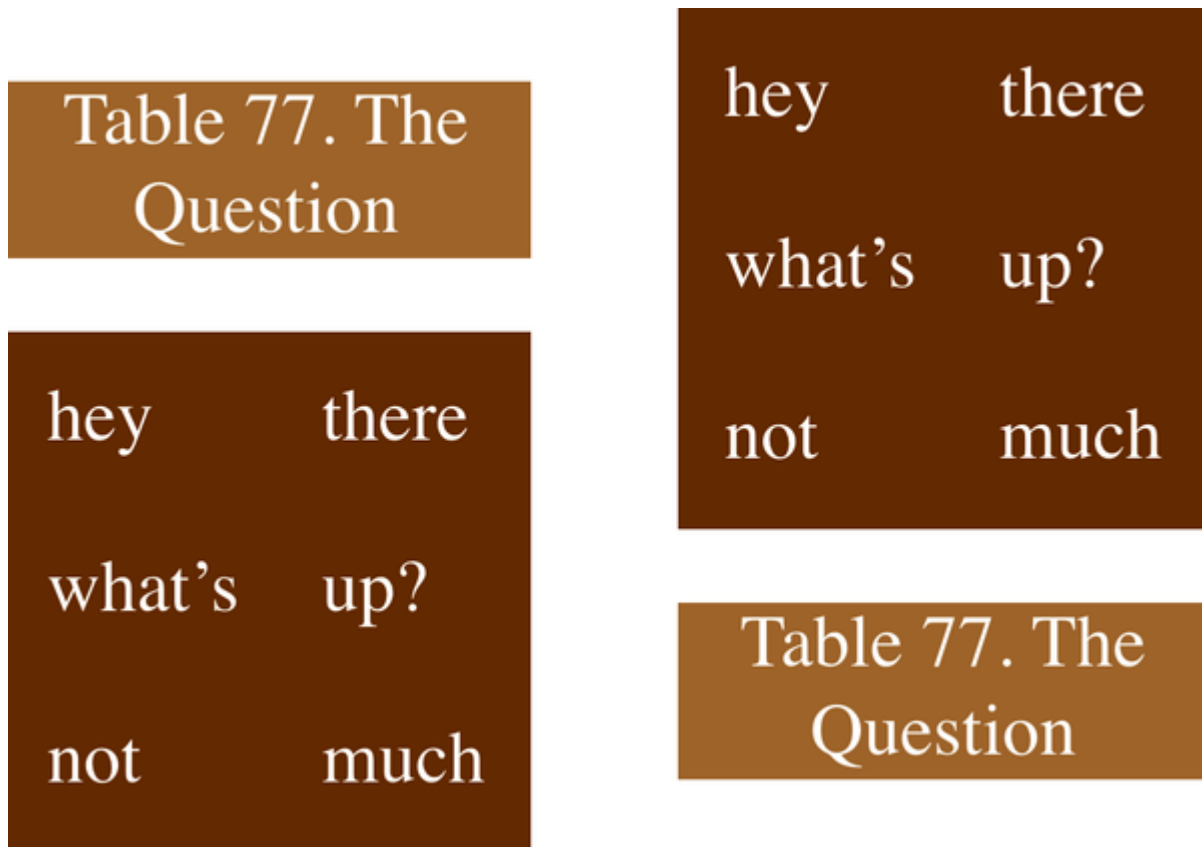 Table 77. The
Question
hey there
what’s up?
not much
hey there
what’s up?
not much
Table 77. The
Question